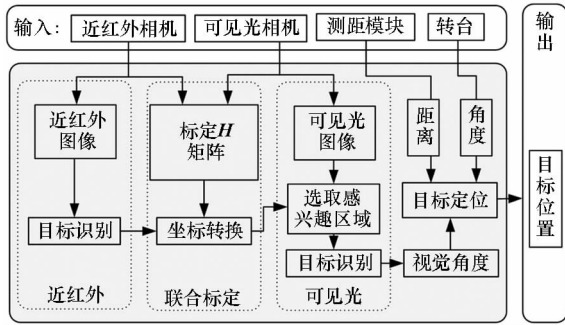 输入：
近红外相机
可见光相机
测距模块
转台
近红外
图像
标定H
矩阵
可见光
图像
距离
角度
选取感
兴趣区域
目标定位
目标识别
坐标转换
目标识别
视觉角度
近红外
联合标定
可见光
输出
目标位置